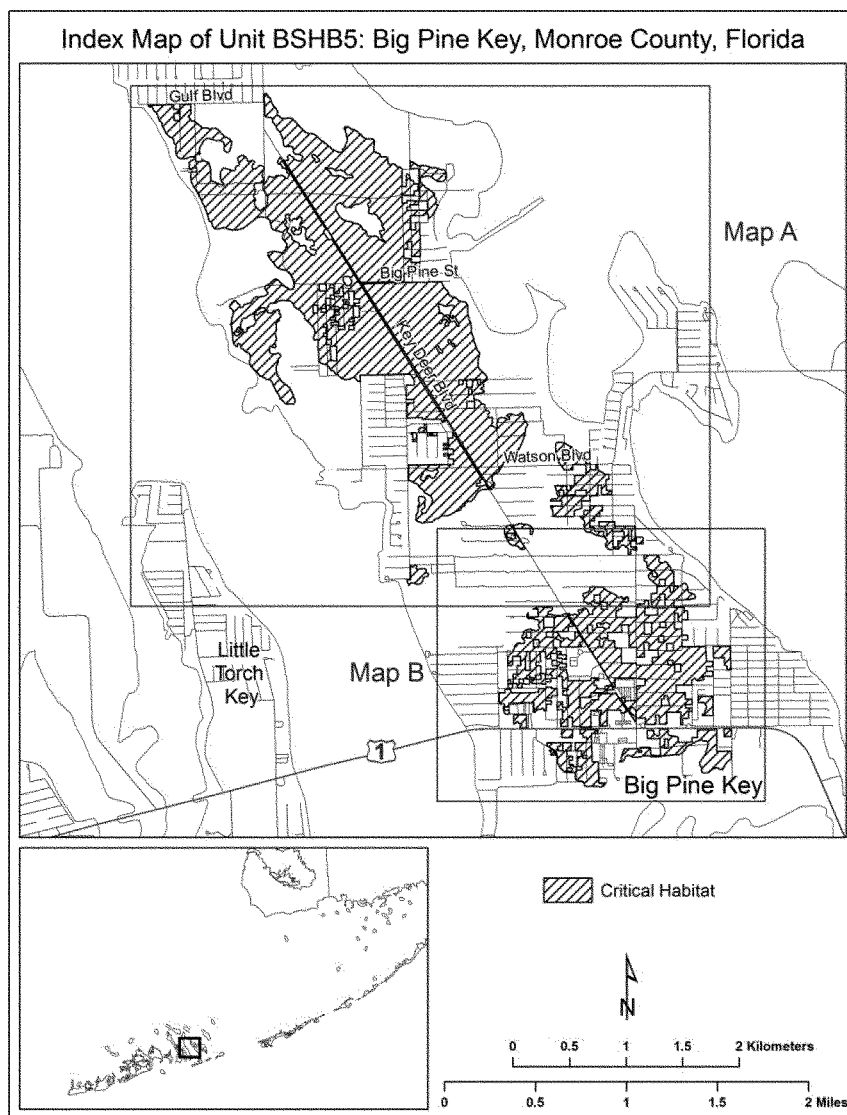 Index Map of Unit BSHB5: Big Pine Key, Monroe County, Florida
Gulf Blvd
Map A
Big Pine St
Key Deer Blvd
Watson Blvd
Little
Torch
Key
Map B
1
Big Pine Key
Critical Habitat
N
0 0.5 1 1.5 2 Kilometers
0 0.5 1 1.5 2 Miles